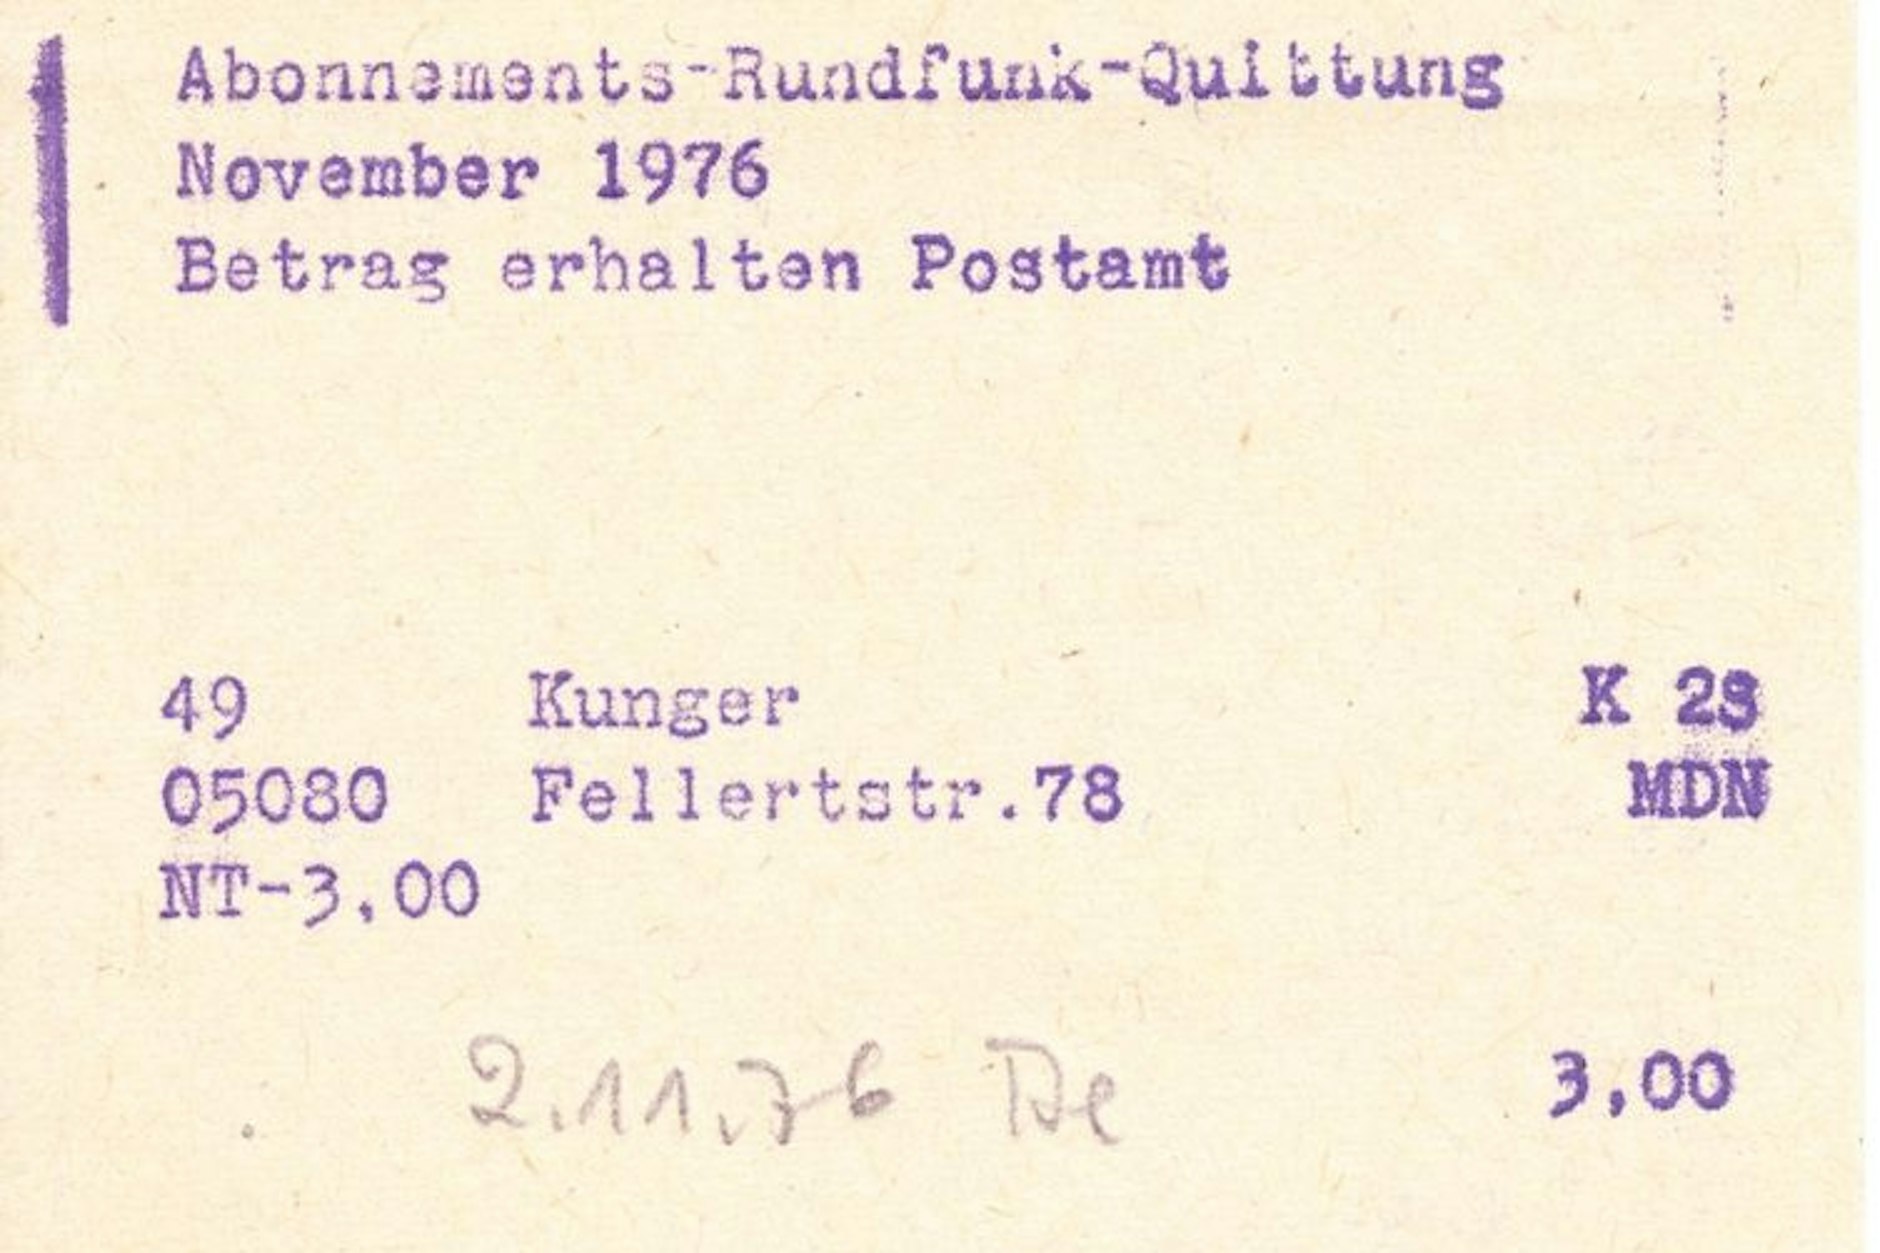 Abonnements-Rundfunk-Quittung
November 1976
Betrag erhalten Postamt
49 Kunger K 28
05080 Fellertstr.78 MDN
NT-3,00
2.11.76 De 3,00